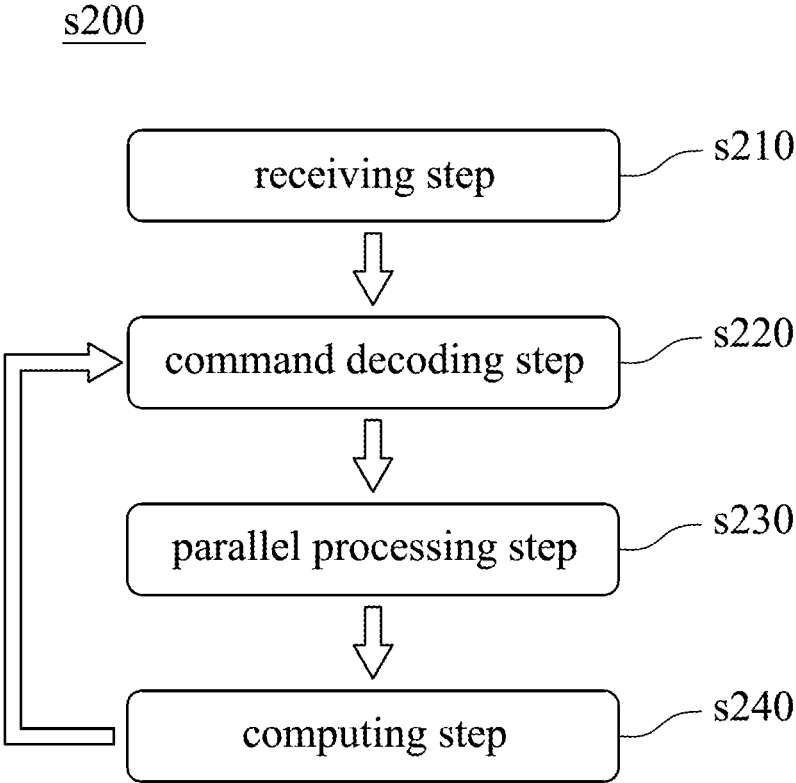 s200
receiving step
s210
command decoding step
s220
parallel processing step
s230
computing step
s240